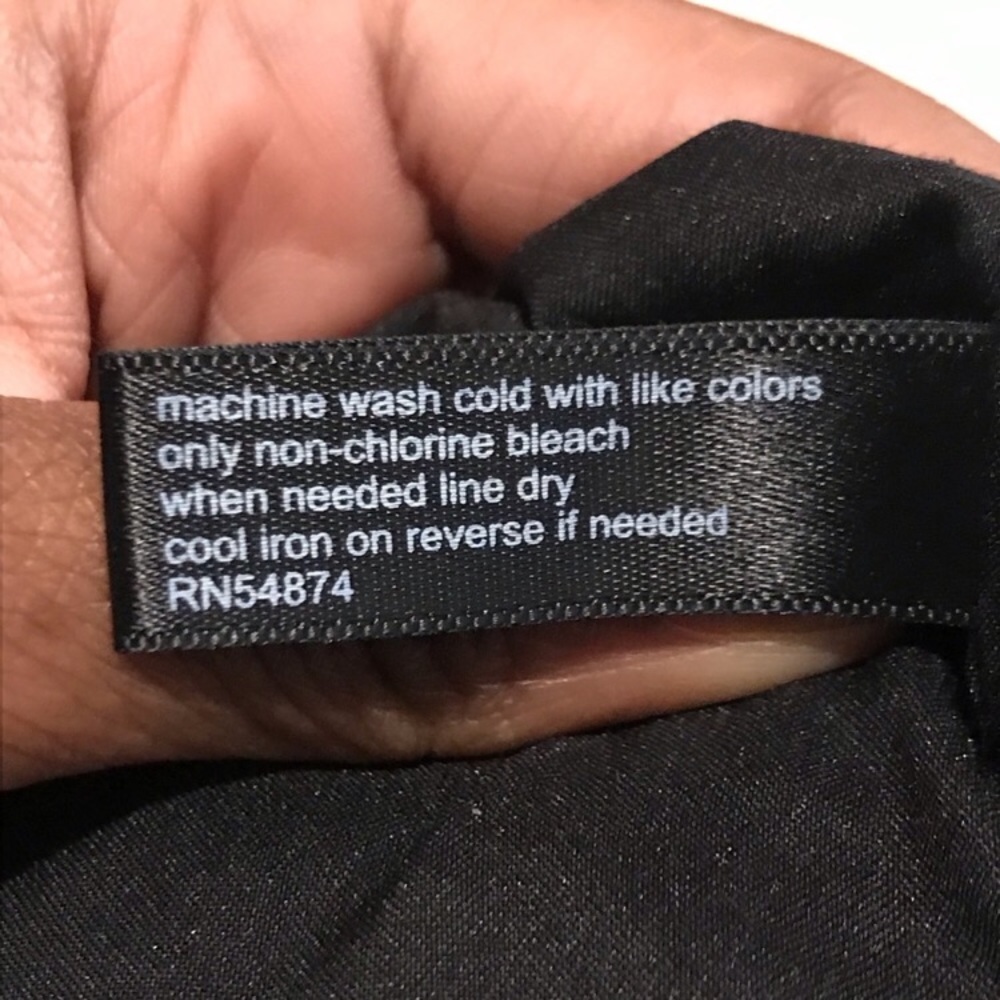 machine wash cold with like colors
only non-chlorine bleach
when needed line dry
cool iron on reverse if needed
RN54874